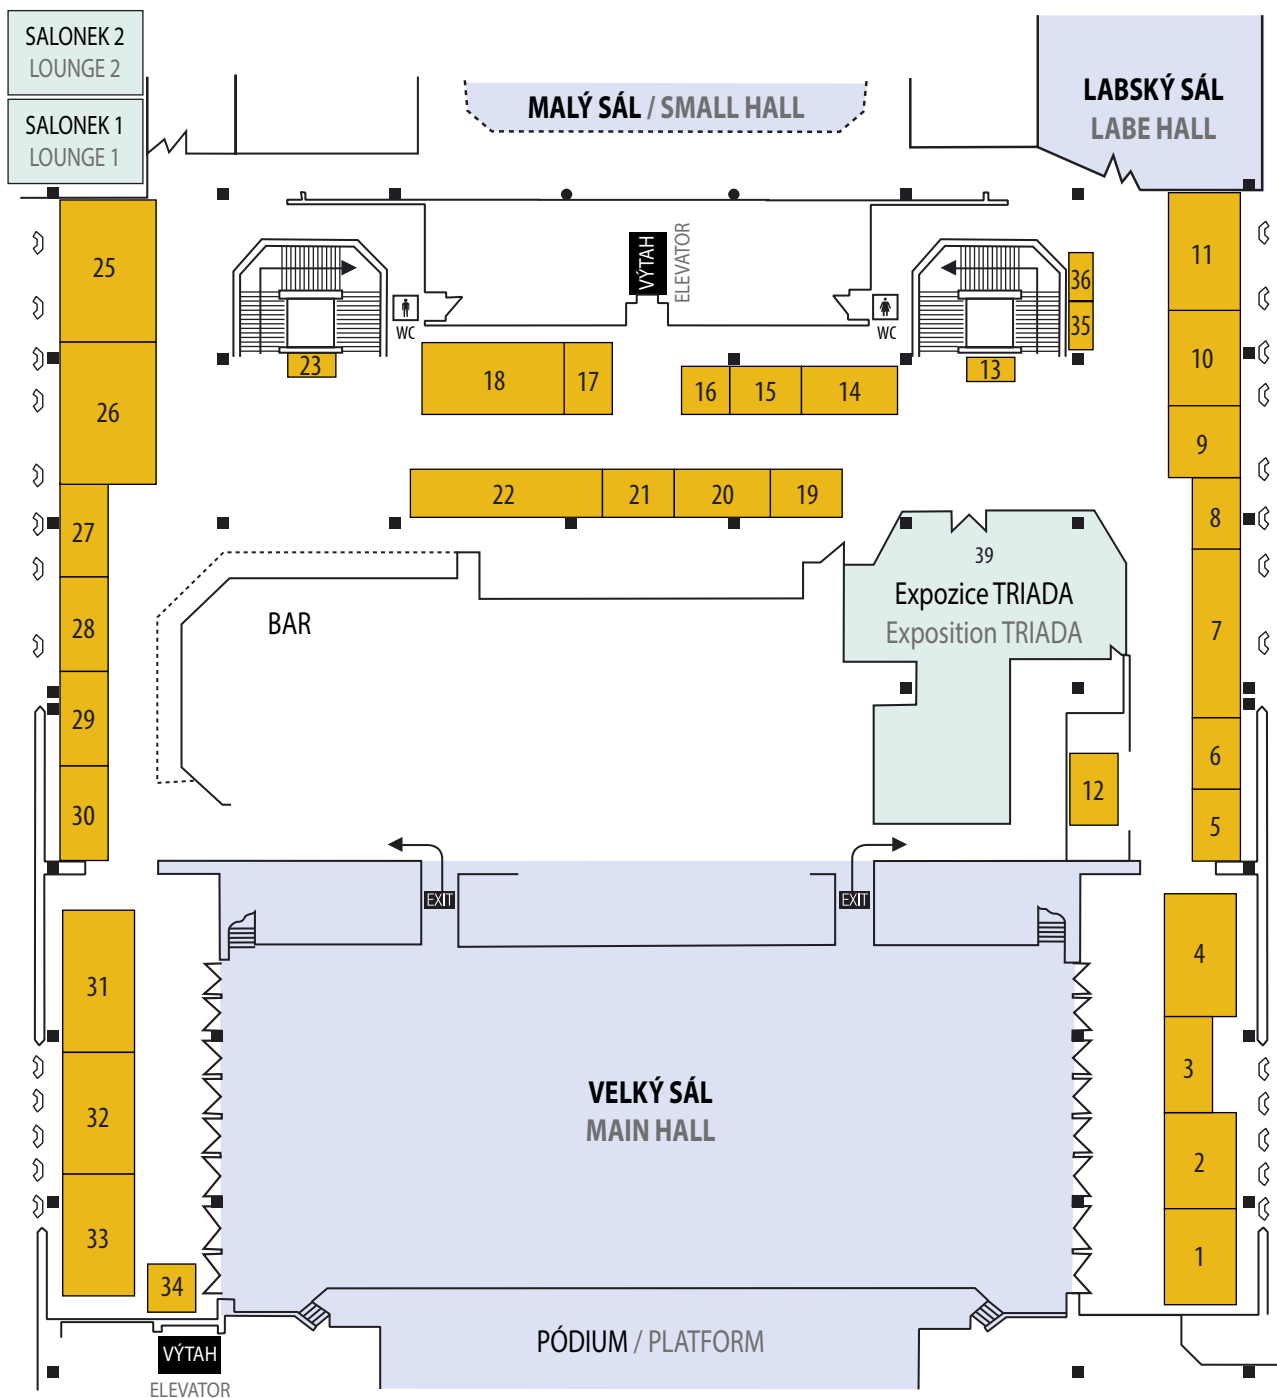 SALONEK 2
LOUNGE 2
SALONEK 1
LOUNGE 1
MALÝ SÁL / SMALL HALL
LABSKÝ SÁL
LABE HALL
VÝTAH
ELEVATOR
WC
WC
25
26
27
28
29
30
31
32
33
34
23
18
17
16
15
14
13
36
35
22
21
20
19
11
10
9
8
7
6
5
4
3
2
1
12
39
Expozice TRIADA
Exposition TRIADA
BAR
EXIT
EXIT
VELKÝ SÁL
MAIN HALL
PÓDIUM / PLATFORM
VÝTAH
ELEVATOR